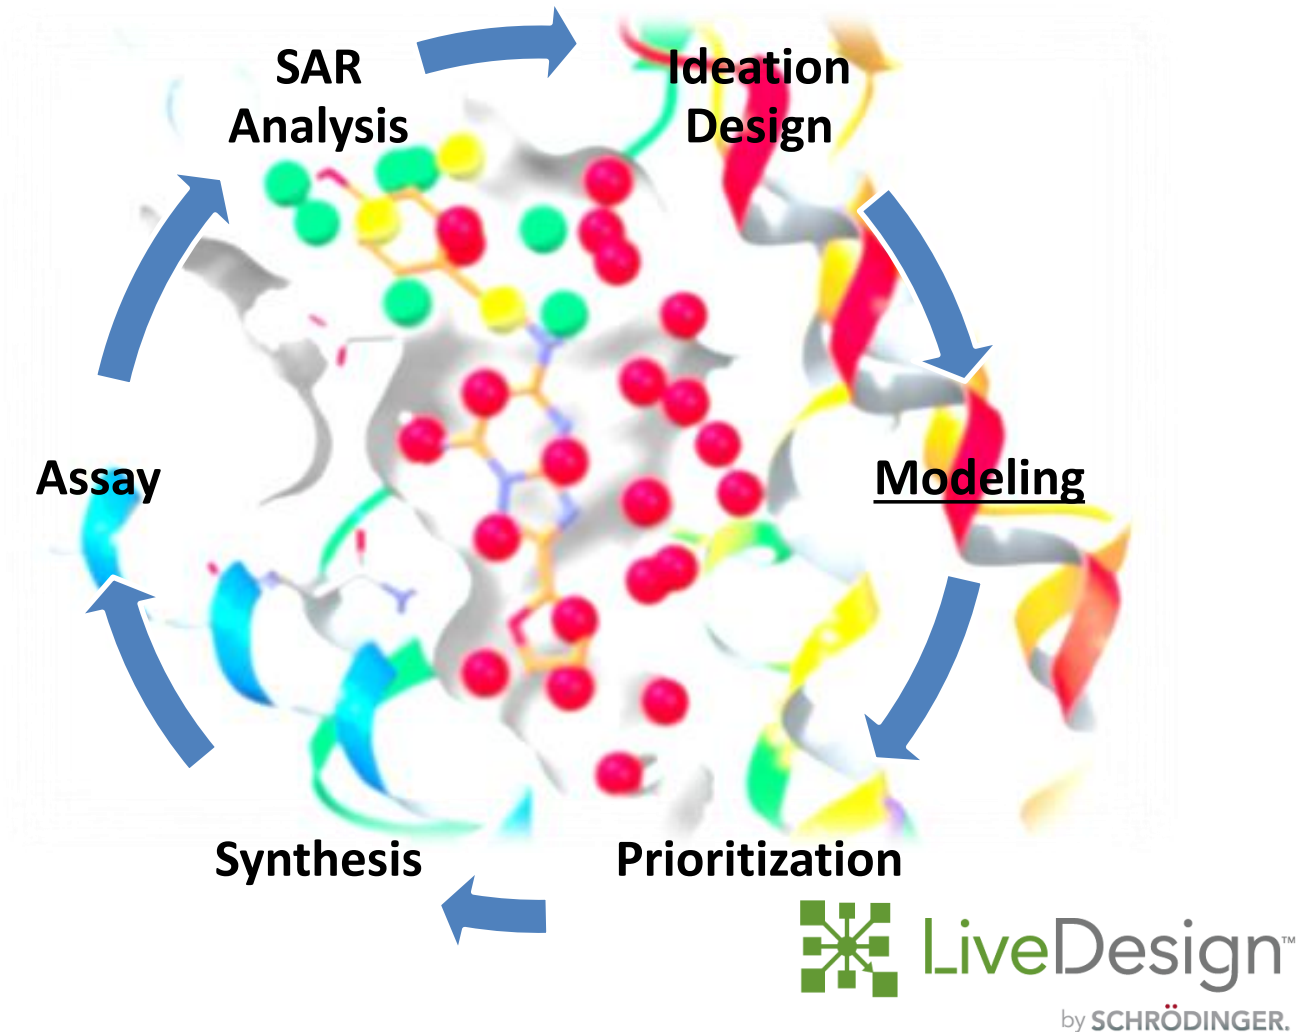 SAR
Analysis
Ideation
Design
Assay
Modeling
Synthesis
Prioritization
LiveDesign™
by SCHRÖDINGER.